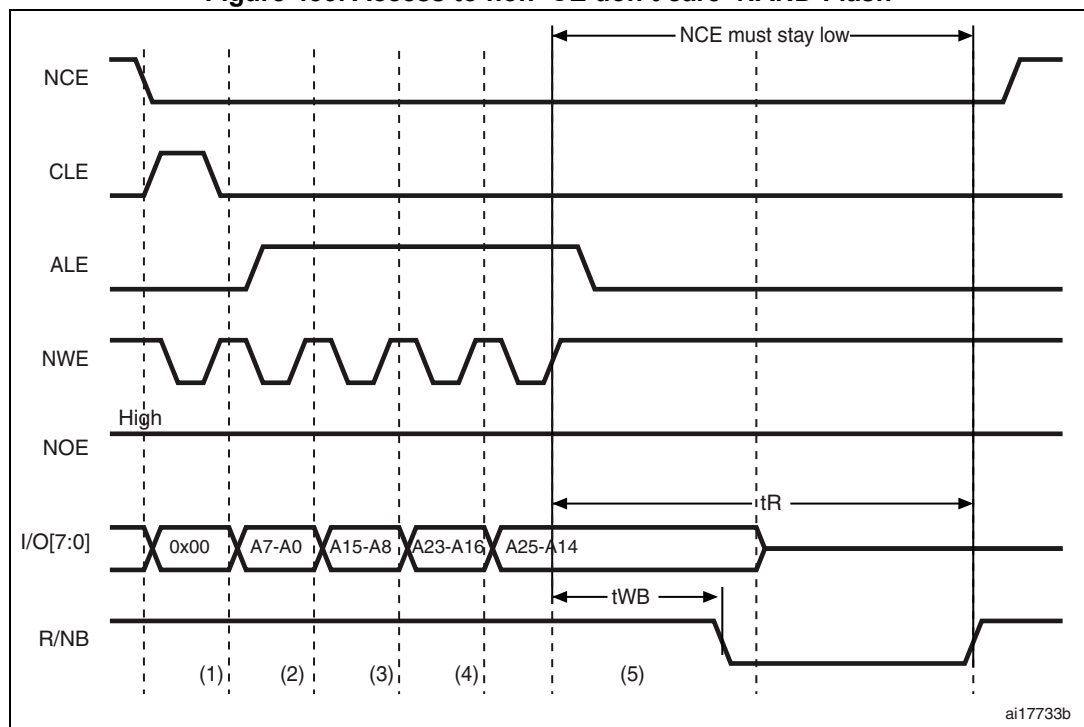 NCE must stay low
NCE
CLE
ALE
NWE
High
NOE
tR
I/O[7:0]
0x00
A7-A0
A15-A8
A23-A16
A25-A14
tWB
R/NB
(1)
(2)
(3)
(4)
(5)
ai17733b